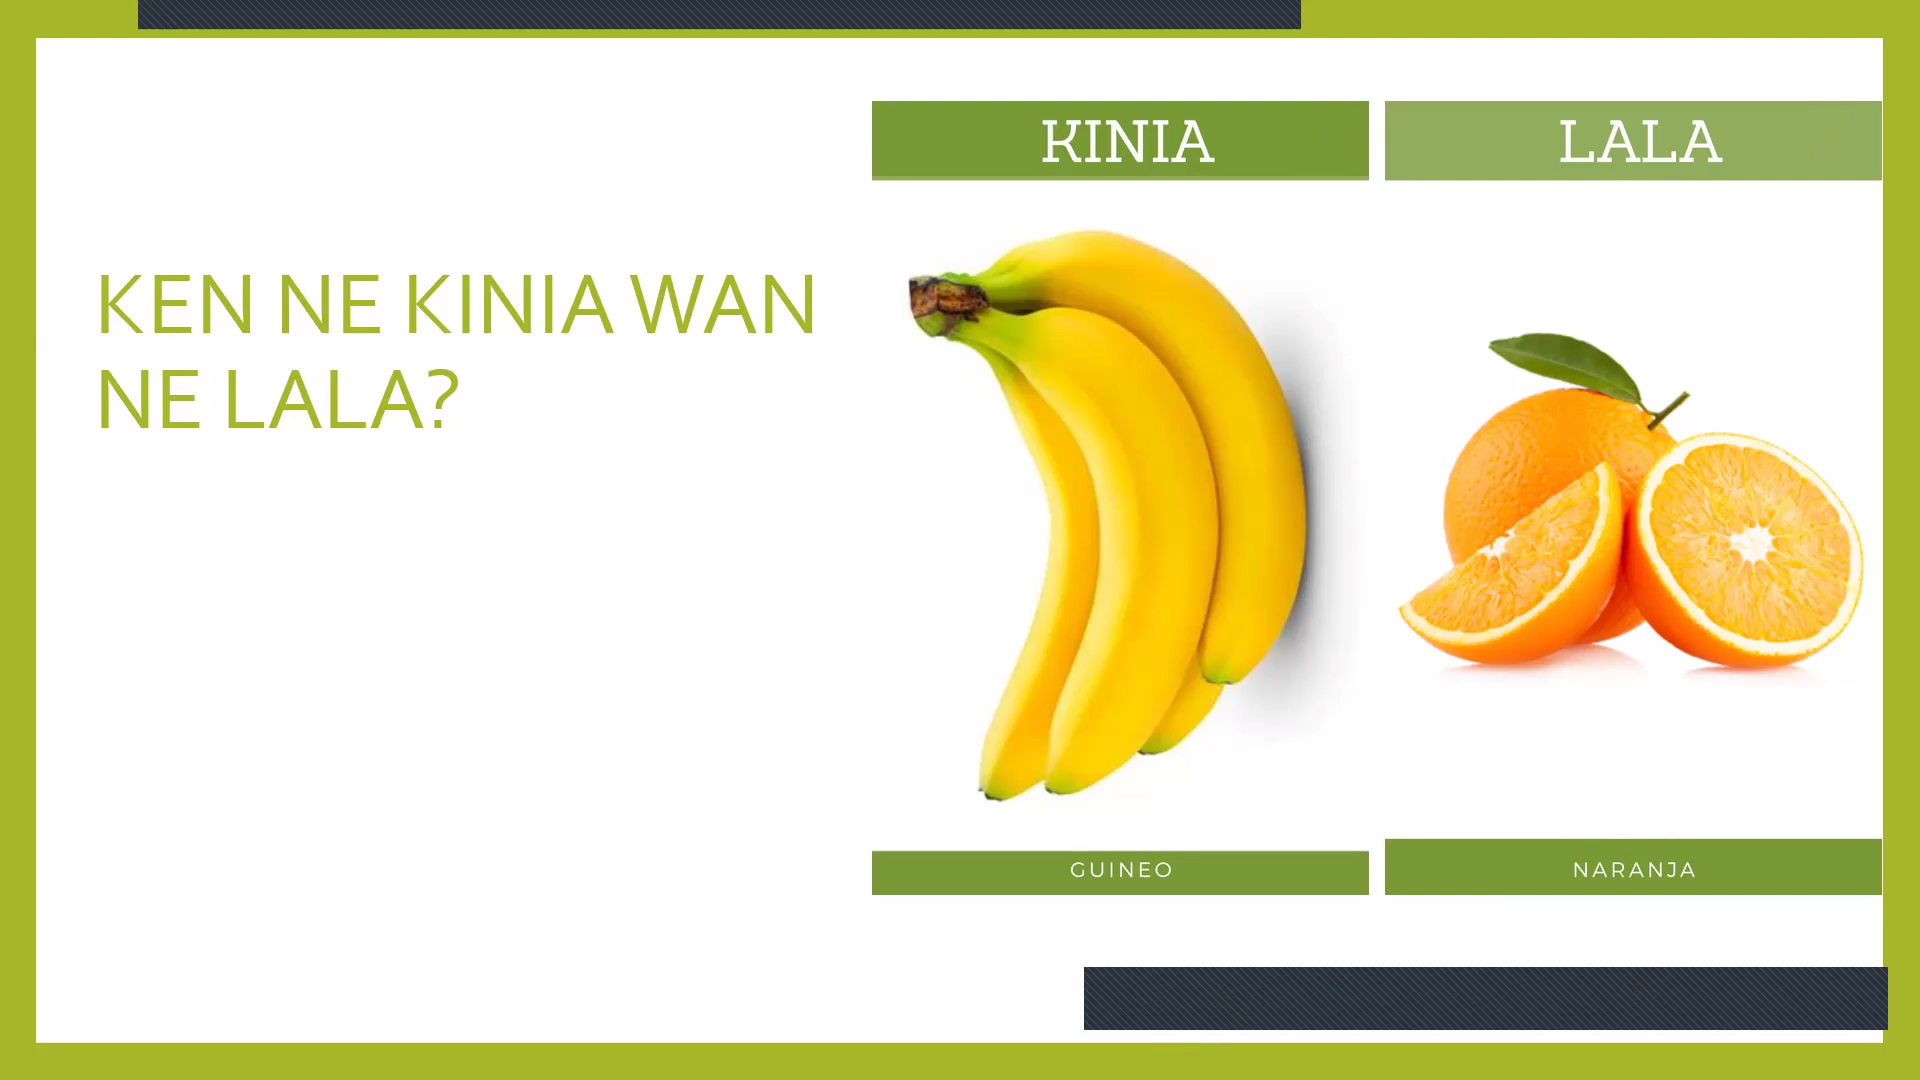 KEN NE KINIA WAN
NE LALA?
KINIA
LALA
GUINEO
NARANJA